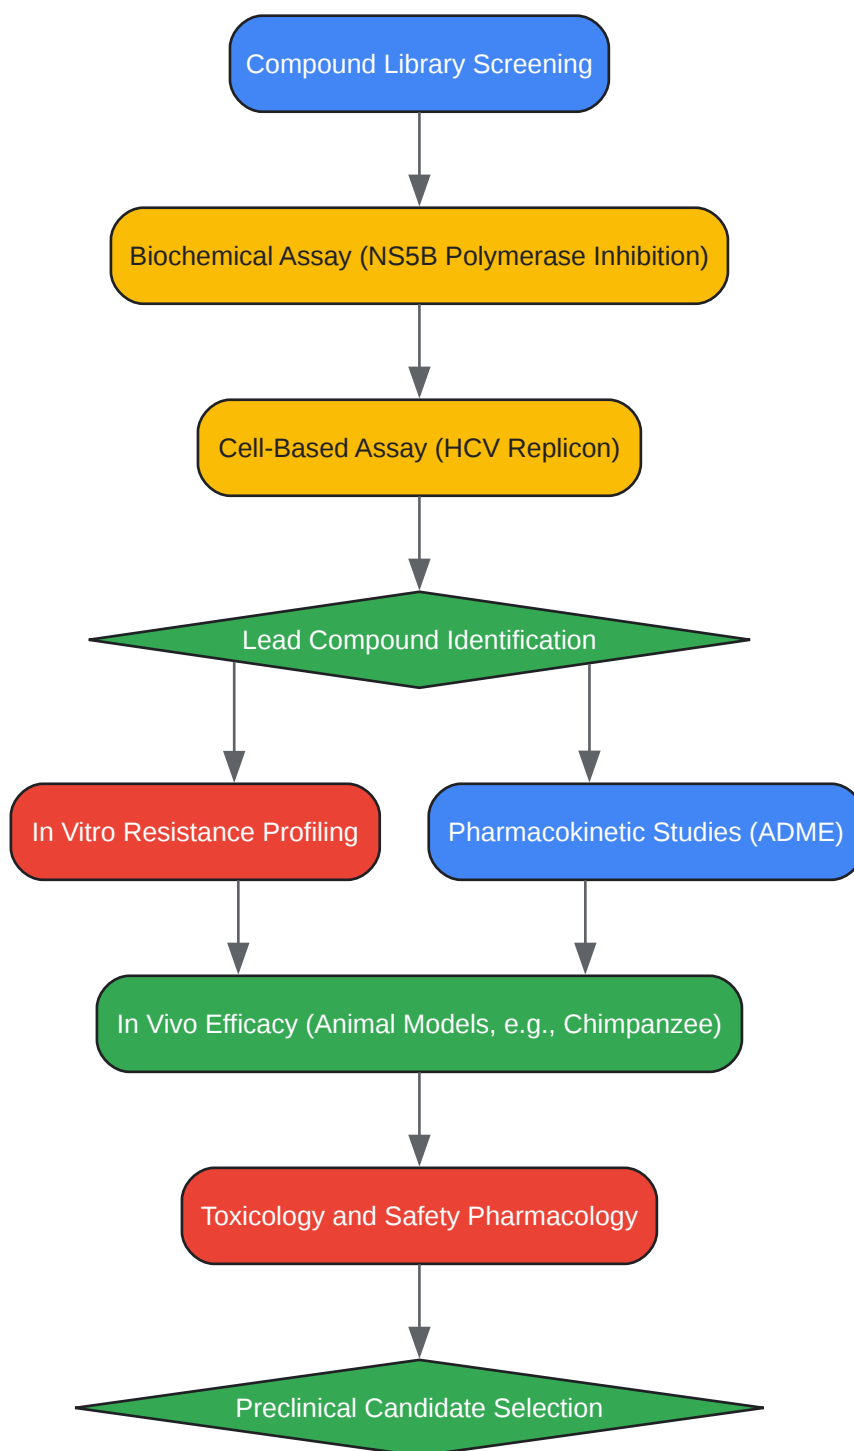 Compound Library Screening
Biochemical Assay (NS5B Polymerase Inhibition)
Cell-Based Assay (HCV Replicon)
Lead Compound Identification
In Vitro Resistance Profiling
Pharmacokinetic Studies (ADME)
In Vivo Efficacy (Animal Models, e.g., Chimpanzee)
Toxicology and Safety Pharmacology
Preclinical Candidate Selection